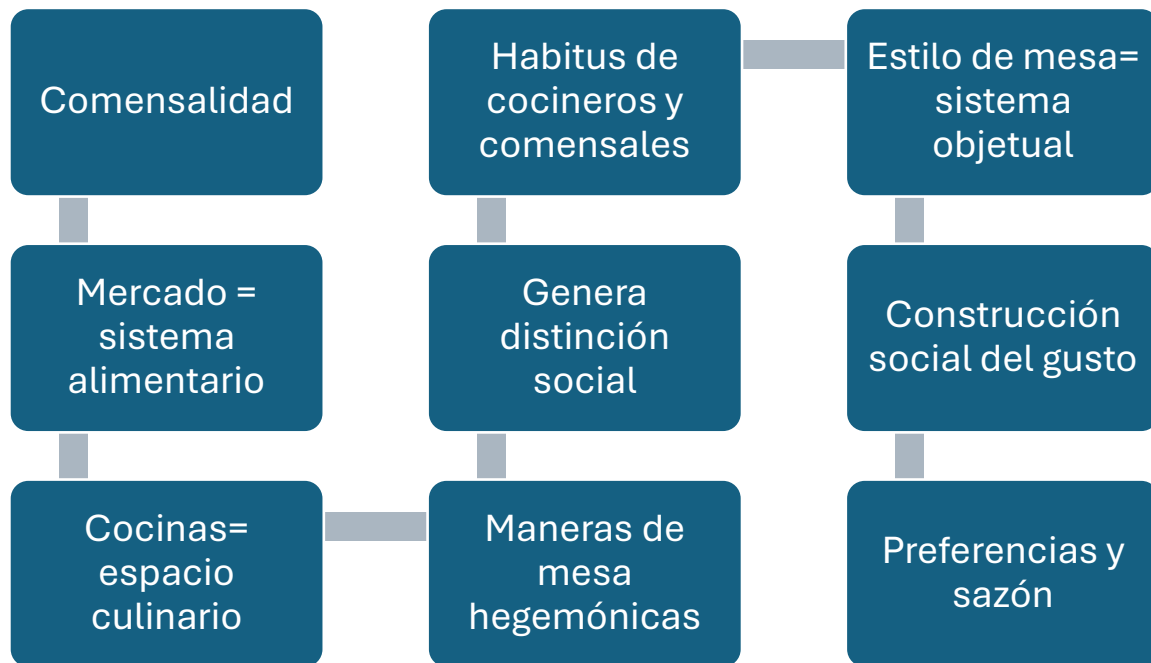 Comensalidad
Mercado =
sistema
alimentario
Cocinas=
espacio
culinario
Maneras de
mesa
hegemónicas
Genera
distinción
social
Habitus de
cocineros y
comensales
Estilo de mesa=
sistema
objetual
Construcción
social del gusto
Preferencias y
sazón